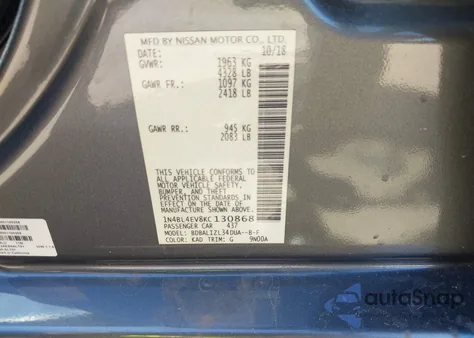 MFD BY NISSAN MOTOR CO., LTD
DATE: 10/18
GVWR: 1963 KG
4328 LB
GAWR FR.: 1097 KG
2418 LB
GAWR RR.: 945 KG
2083 LB
THIS VEHICLE CONFORMS TO
ALL APPLICABLE FEDERAL
MOTOR VEHICLE SAFETY,
BUMPER, AND THEFT
PREVENTION STANDARDS IN
EFFECT ON THE DATE OF
MANUFACTURE SHOWN ABOVE.
1N4BL4EV8KC130868
PASSENGER CAR 437
MODEL: BDBALIZL34DUA--B-F
COLOR: KAD TRIM: G 9N00A
autoSnap